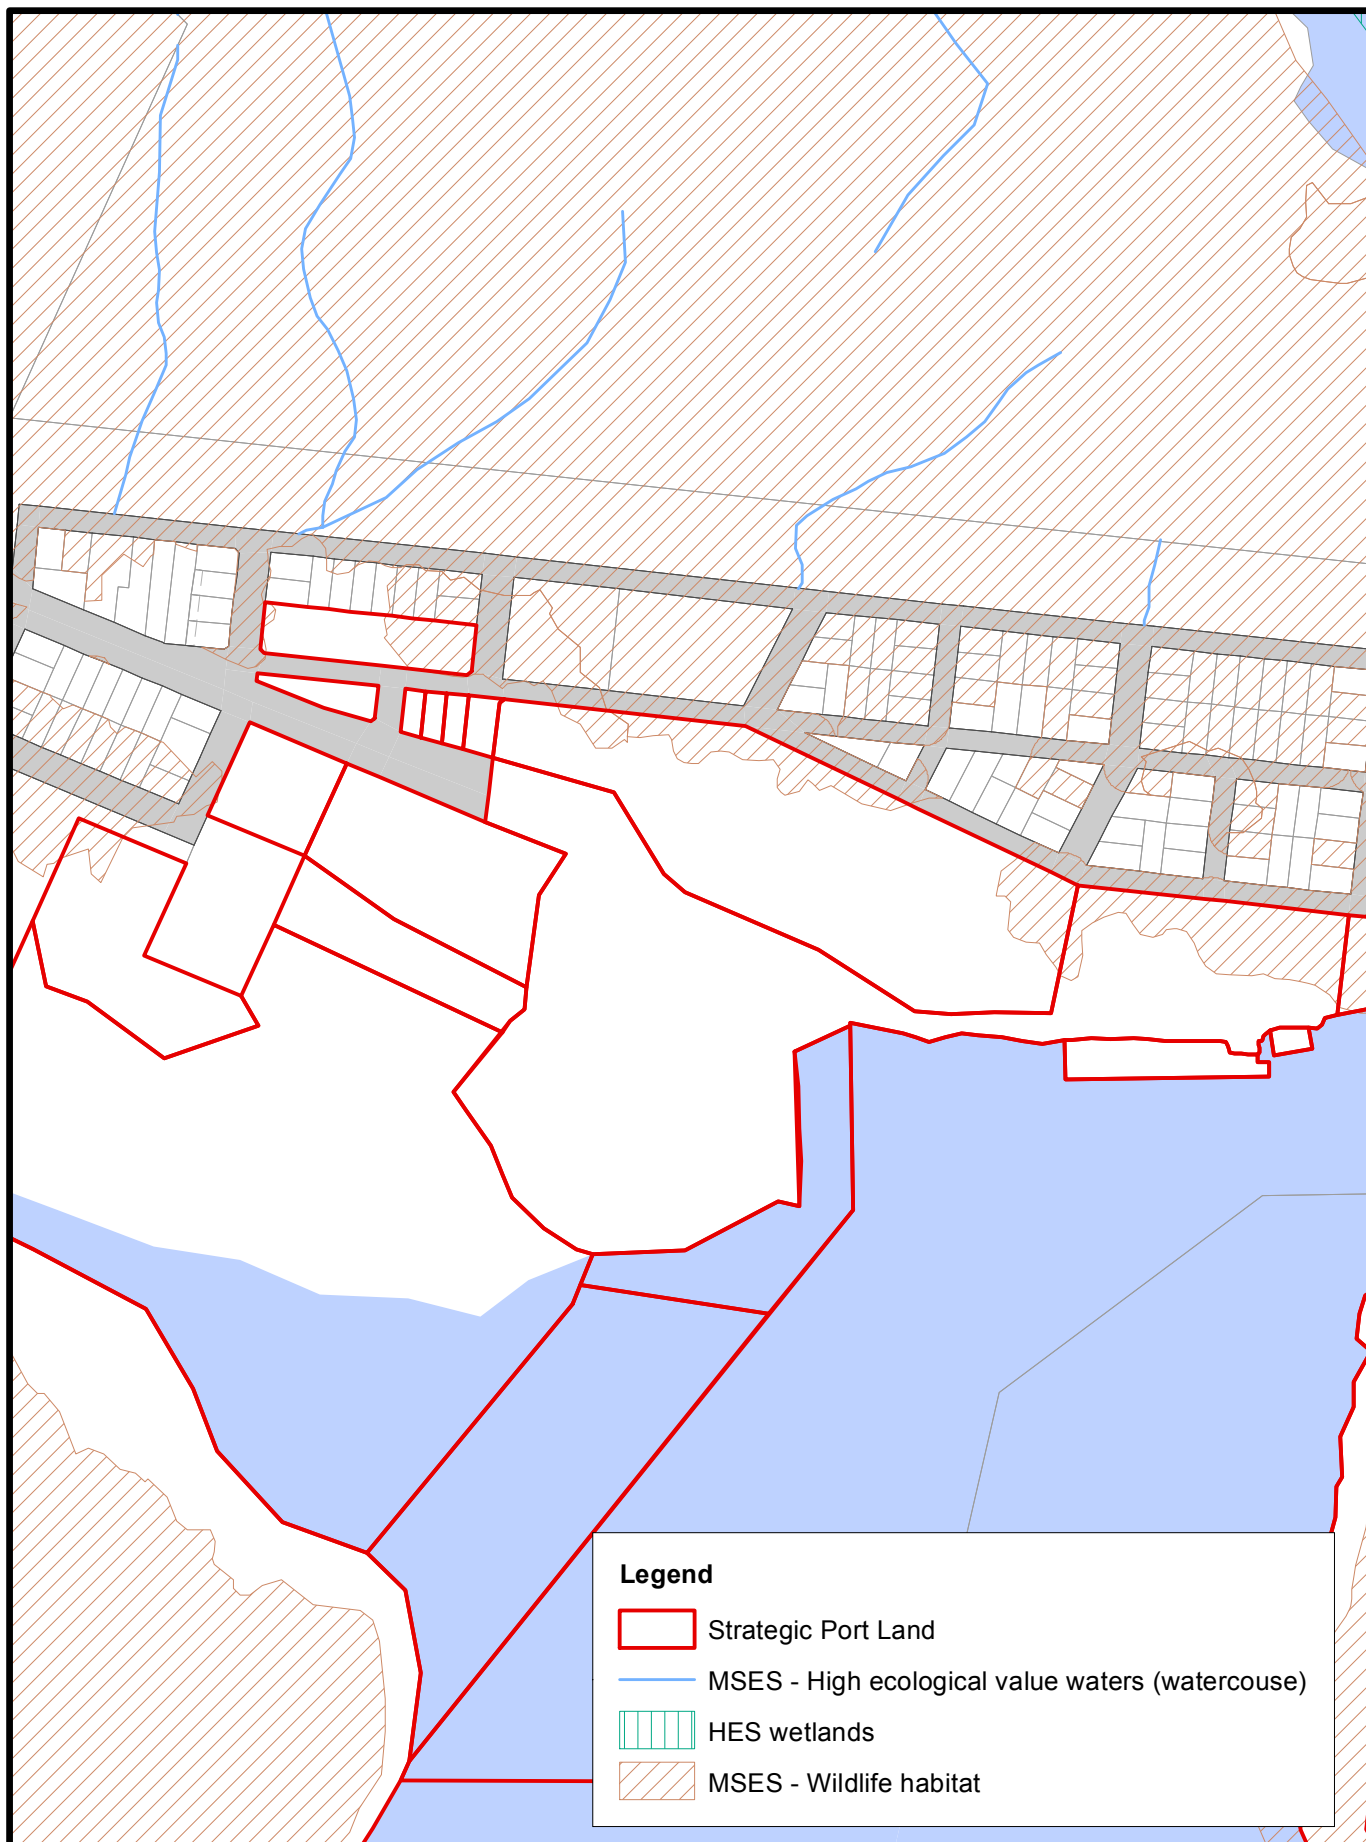 Legend
Strategic Port Land
MSES - High ecological value waters (watercouse)
HES wetlands
MSES - Wildlife habitat